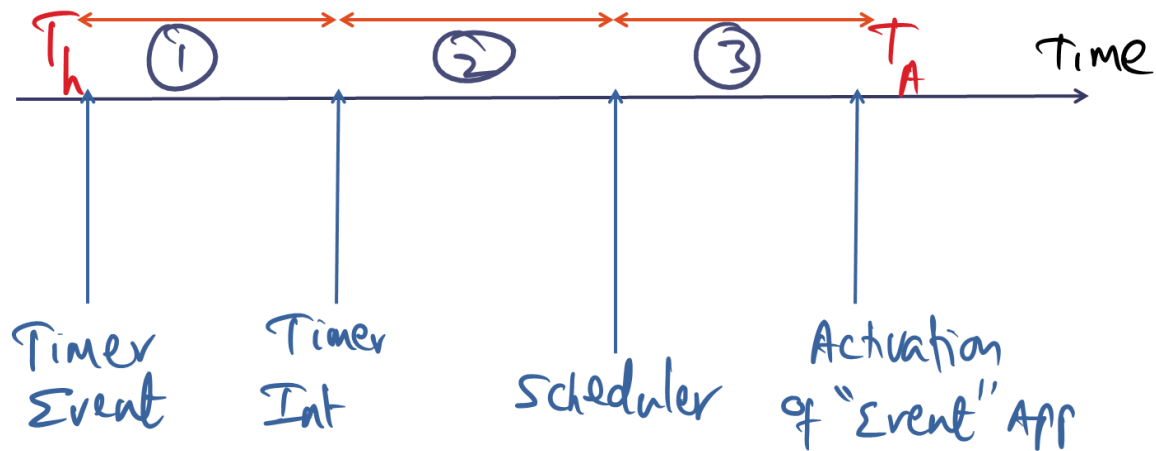 Th
1
2
3
TA
Time
Timer
Event
Timer
Int
Scheduler
Activation
of "Event" App